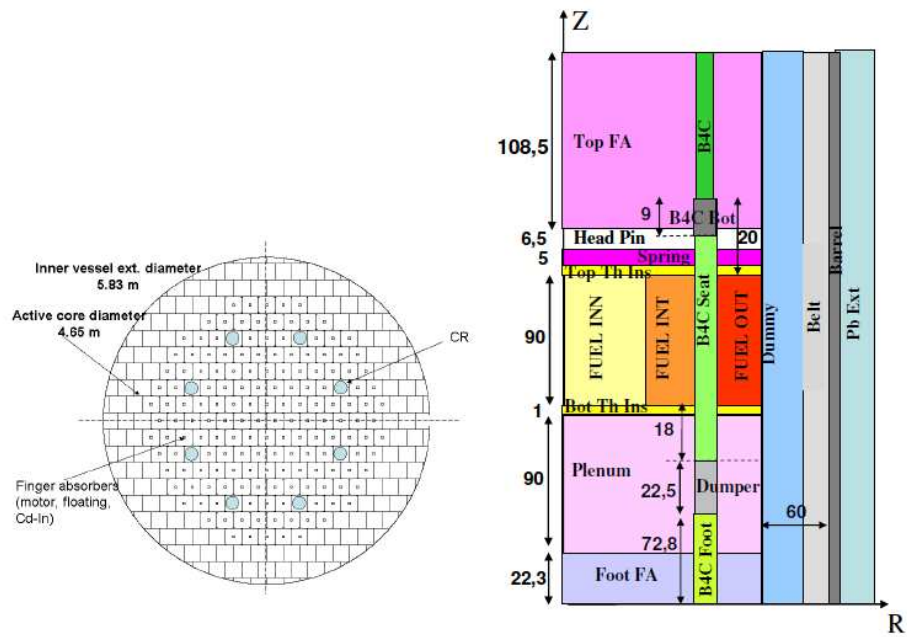 Inner vessel ext. diameter
5.83 m
Active core diameter
4.65 m
CR
Finger absorbers
(motor, floating,
Cd-In)
Z
108,5
Top FA
B4C
9
B4C Bot
6,5
Head Pin
20
5
Spring
Top Th Ins
90
FUEL INN
FUEL INT
B4C Seat
FUEL OUT
Dummy
Belt
Barrel
Pb Ext
1
Bot Th Ins
18
90
Plenum
22,5
Dumper
60
72,8
B4C Foot
22,3
Foot FA
R